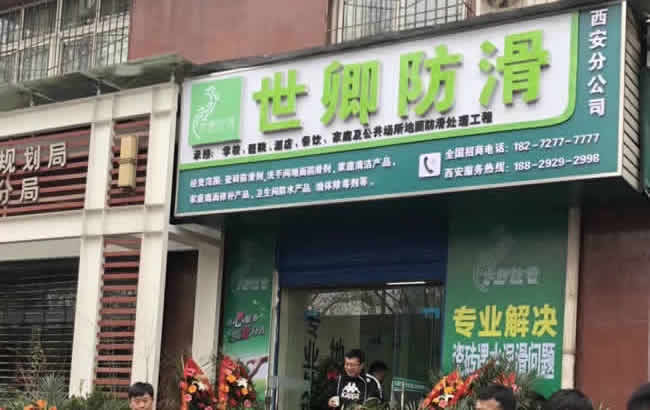 西安分公司
世卿防滑
承接：学校、医院、酒店、餐饮、家庭及公共场所地面防滑处理工程
经营范围：瓷砖防滑剂，洗手间地面防滑剂，家庭清洁产品，
家庭墙面修补产品，卫生间防水产品 墙体除霉剂等。
全国招商电话：182-7277-7777
西安服务热线：188-2929-2998
规划局
分局
专业解决
瓷砖遇水湿滑问题
Kappa